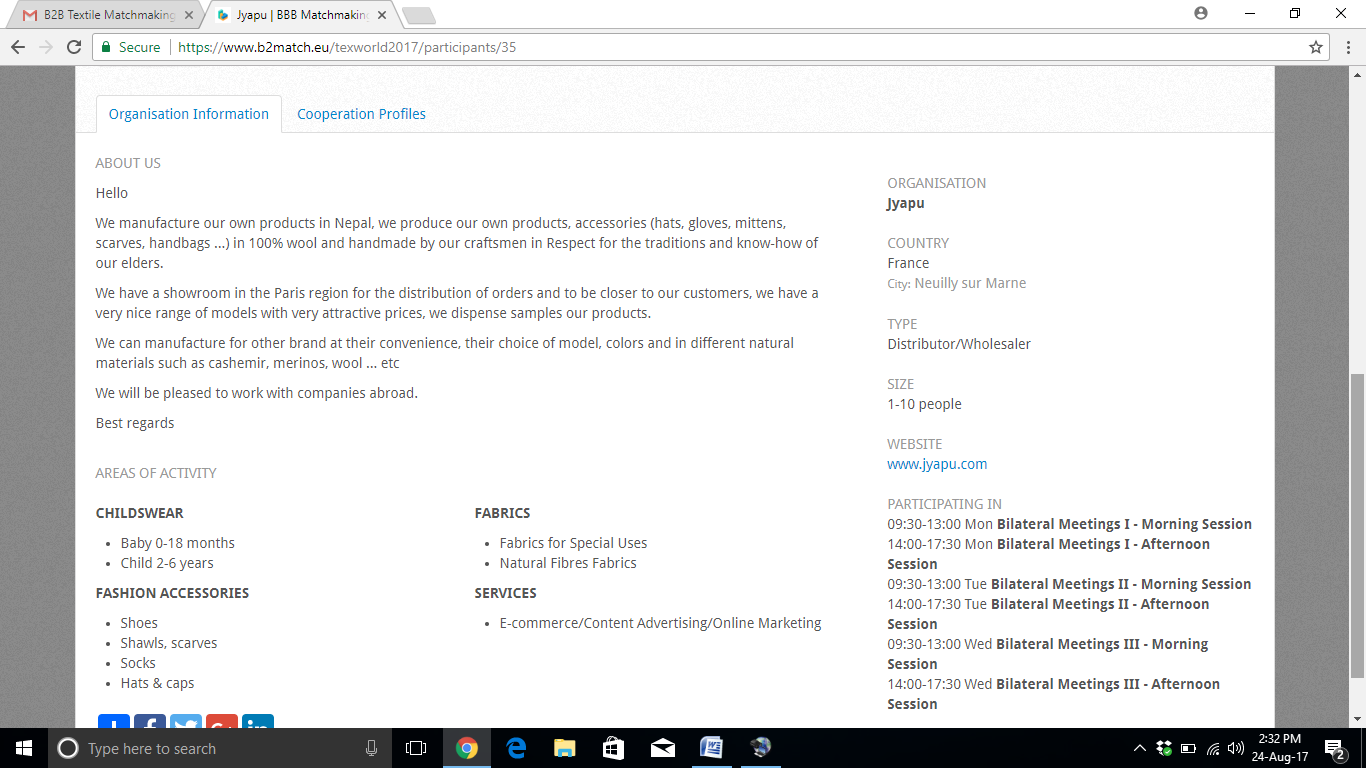 B2B Textile Matchmaking
Jyapu | BBB Matchmaking
Secure
https://www.b2match.eu/texworld2017/participants/35
Organisation Information
Cooperation Profiles
ABOUT US
Hello
We manufacture our own products in Nepal, we produce our own products, accessories (hats, gloves, mittens,
scarves, handbags ...) in 100% wool and handmade by our craftsmen in Respect for the traditions and know-how of
our elders.
We have a showroom in the Paris region for the distribution of orders and to be closer to our customers, we have a
very nice range of models with very attractive prices, we dispense samples our products.
We can manufacture for other brand at their convenience, their choice of model, colors and in different natural
materials such as cashemir, merinos, wool ... etc
We will be pleased to work with companies abroad.
Best regards
AREAS OF ACTIVITY
CHILDSWEAR
• Baby 0-18 months
• Child 2-6 years
FASHION ACCESSORIES
• Shoes
• Shawls, scarves
• Socks
• Hats & caps
FABRICS
• Fabrics for Special Uses
• Natural Fibres Fabrics
SERVICES
• E-commerce/Content Advertising/Online Marketing
ORGANISATION
Jyapu
COUNTRY
France
City: Neuilly sur Marne
TYPE
Distributor/Wholesaler
SIZE
1-10 people
WEBSITE
www.jyapu.com
PARTICIPATING IN
09:30-13:00 Mon Bilateral Meetings I - Morning Session
14:00-17:30 Mon Bilateral Meetings I - Afternoon
Session
09:30-13:00 Tue Bilateral Meetings II - Morning Session
14:00-17:30 Tue Bilateral Meetings II - Afternoon
Session
09:30-13:00 Wed Bilateral Meetings III - Morning
Session
14:00-17:30 Wed Bilateral Meetings III - Afternoon
Session
Type here to search
2:32 PM
24-Aug-17
2